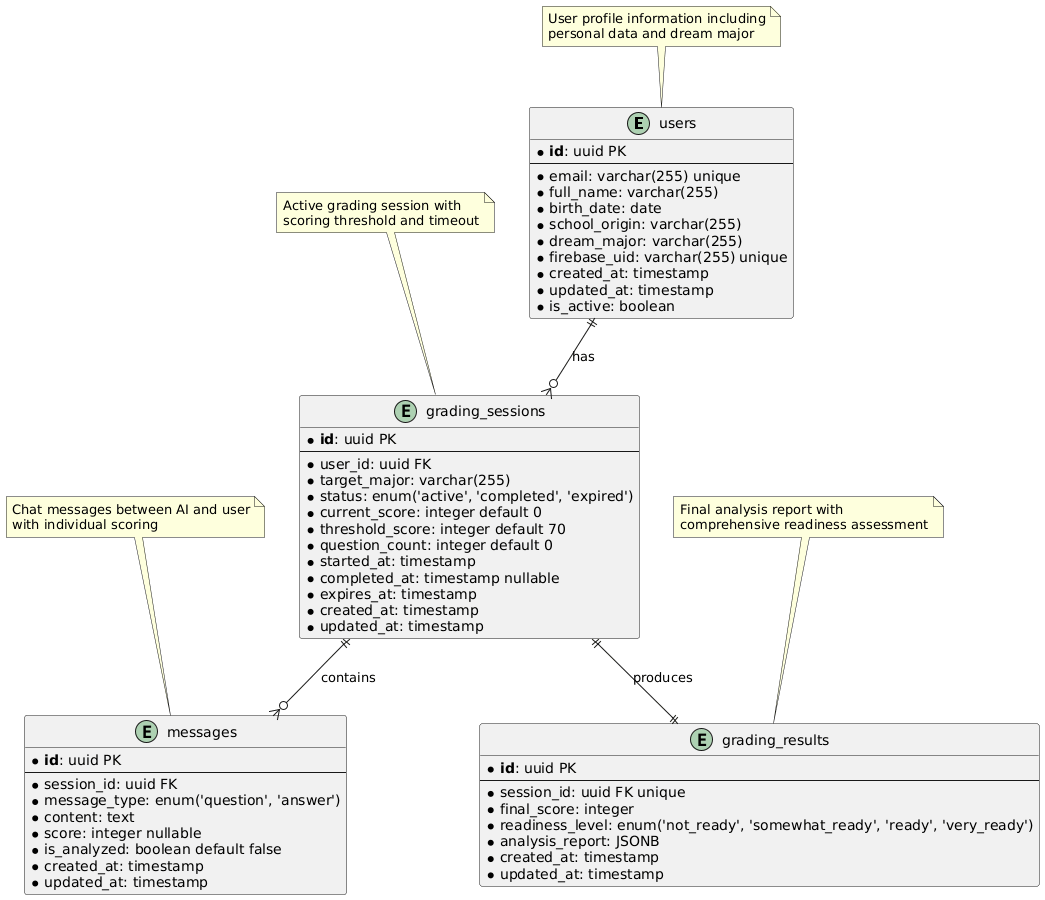 User profile information including
personal data and dream major
E users
id: uuid PK
email: varchar(255) unique
full_name: varchar(255)
birth_date: date
school_origin: varchar(255)
dream_major: varchar(255)
firebase_uid: varchar(255) unique
created_at: timestamp
updated_at: timestamp
is_active: boolean
Active grading session with
scoring threshold and timeout
has
E grading_sessions
id: uuid PK
user_id: uuid FK
target_major: varchar(255)
status: enum('active', 'completed', 'expired')
current_score: integer default 0
threshold_score: integer default 70
question_count: integer default 0
started_at: timestamp
completed_at: timestamp nullable
expires_at: timestamp
created_at: timestamp
updated_at: timestamp
Chat messages between AI and user
with individual scoring
Final analysis report with
comprehensive readiness assessment
contains
produces
E messages
id: uuid PK
session_id: uuid FK
message_type: enum('question', 'answer')
content: text
score: integer nullable
is_analyzed: boolean default false
created_at: timestamp
updated_at: timestamp
E grading_results
id: uuid PK
session_id: uuid FK unique
final_score: integer
readiness_level: enum('not_ready', 'somewhat_ready', 'ready', 'very_ready')
analysis_report: JSONB
created_at: timestamp
updated_at: timestamp